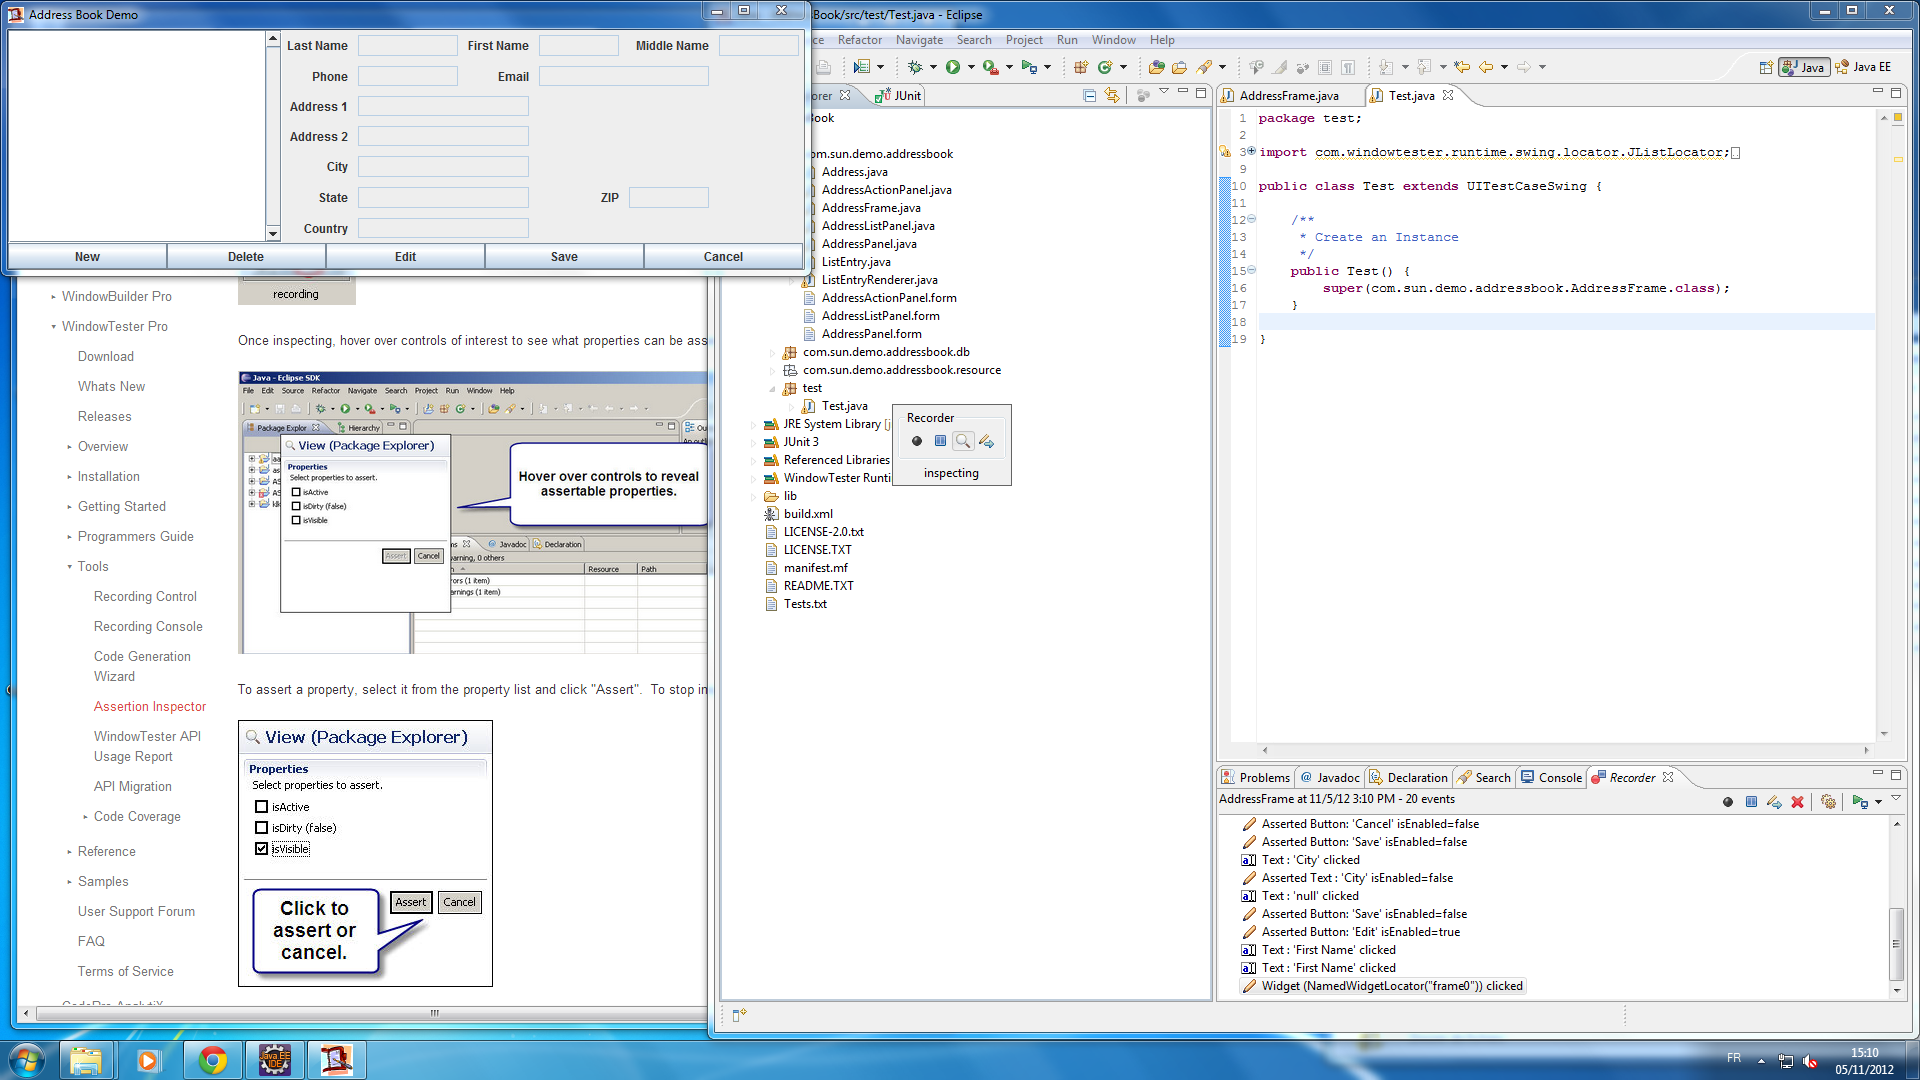 Address Book Demo
Last Name
First Name
Middle Name
Phone
Email
Address 1
Address 2
City
State
ZIP
Country
New
Delete
Edit
Save
Cancel
WindowBuilder Pro
WindowTester Pro
Download
Whats New
Releases
Overview
Installation
Getting Started
Programmers Guide
Tools
Recording Control
Recording Console
Code Generation
Wizard
Assertion Inspector
WindowTester API
Usage Report
API Migration
Code Coverage
Reference
Samples
User Support Forum
FAQ
Terms of Service
CodePro AnalytiX
recording
Once inspecting, hover over controls of interest to see what properties can be ass
Java - Eclipse SDK
File Edit Source Refactor Navigate Search Project Run Window Help
Package Explor
Hierarchy
View (Package Explorer)
Properties
Select properties to assert.
isActive
isDirty (false)
isVisible
Assert
Cancel
Hover over controls to reveal
assertable properties.
Javadoc
Declaration
arning, 0 others
Resource
Path
rors (1 item)
arnings (1 item)
To assert a property, select it from the property list and click "Assert".  To stop in
View (Package Explorer)
Properties
Select properties to assert.
isActive
isDirty (false)
isVisible
Assert
Cancel
Click to
assert or
cancel.
Book/src/test/Test.java - Eclipse
ce Refactor Navigate Search Project Run Window Help
Java
Java EE
orer
JUnit
Book
om.sun.demo.addressbook
Address.java
AddressActionPanel.java
AddressFrame.java
AddressListPanel.java
AddressPanel.java
ListEntry.java
ListEntryRenderer.java
AddressActionPanel.form
AddressListPanel.form
AddressPanel.form
com.sun.demo.addressbook.db
com.sun.demo.addressbook.resource
test
Test.java
JRE System Library [j
JUnit 3
Referenced Libraries
WindowTester Runti
lib
build.xml
LICENSE-2.0.txt
LICENSE.TXT
manifest.mf
README.TXT
Tests.txt
Recorder
inspecting
AddressFrame.java
Test.java
1 package test;
2
3 import com.windowtester.runtime.swing.locator.JListLocator;
9
10 public class Test extends UITestCaseSwing {
11
12 /**
13 * Create an Instance
14 */
15 public Test() {
16 super(com.sun.demo.addressbook.AddressFrame.class);
17 }
18
19 }
Problems
Javadoc
Declaration
Search
Console
Recorder
AddressFrame at 11/5/12 3:10 PM - 20 events
Asserted Button: 'Cancel' isEnabled=false
Asserted Button: 'Save' isEnabled=false
Text : 'City' clicked
Asserted Text : 'City' isEnabled=false
Text : 'null' clicked
Asserted Button: 'Save' isEnabled=false
Asserted Button: 'Edit' isEnabled=true
Text : 'First Name' clicked
Text : 'First Name' clicked
Widget (NamedWidgetLocator("frame0")) clicked
Java EE
IDE
FR
15:10
05/11/2012